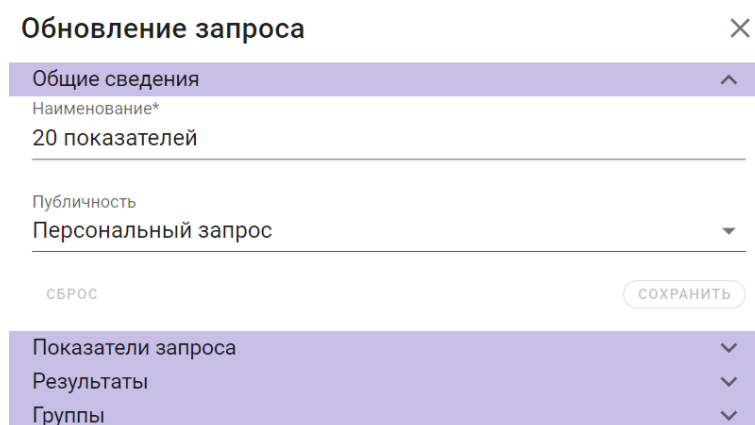 Обновление запроса
Общие сведения
Наименование*
20 показателей
Публичность
Персональный запрос
СБРОС
СОХРАНИТЬ
Показатели запроса
Результаты
Группы